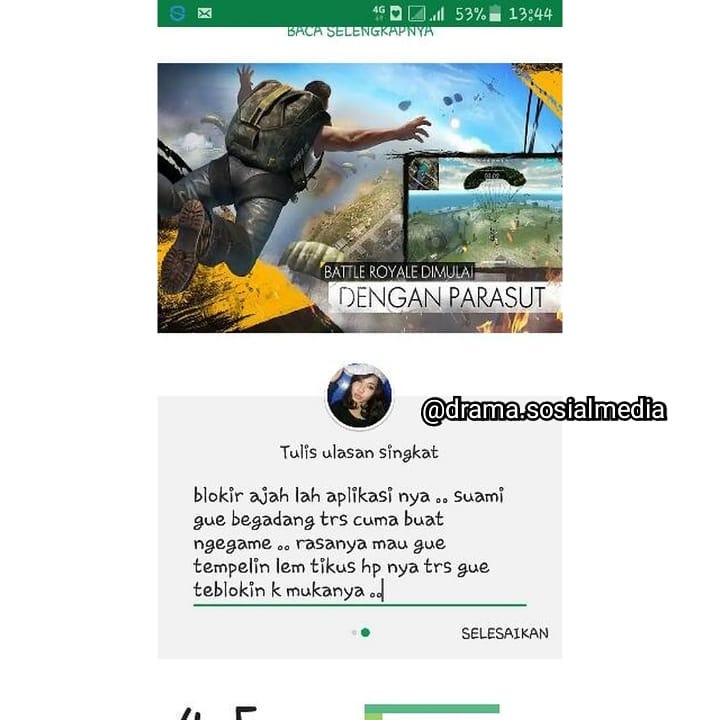 4G
53%
13:44
BACA SELENGKAPNYA
BATTLE ROYALE DIMULAI
DENGAN PARASUT
@drama.sosialmedia
Tulis ulasan singkat
blokir ajah lah aplikasi nya .. suami
gue begadang trs cuma buat
ngegame .. rasanya mau gue
tempelin lem tikus hp nya trs gue
teblokin k mukanya ..
SELESAIKAN